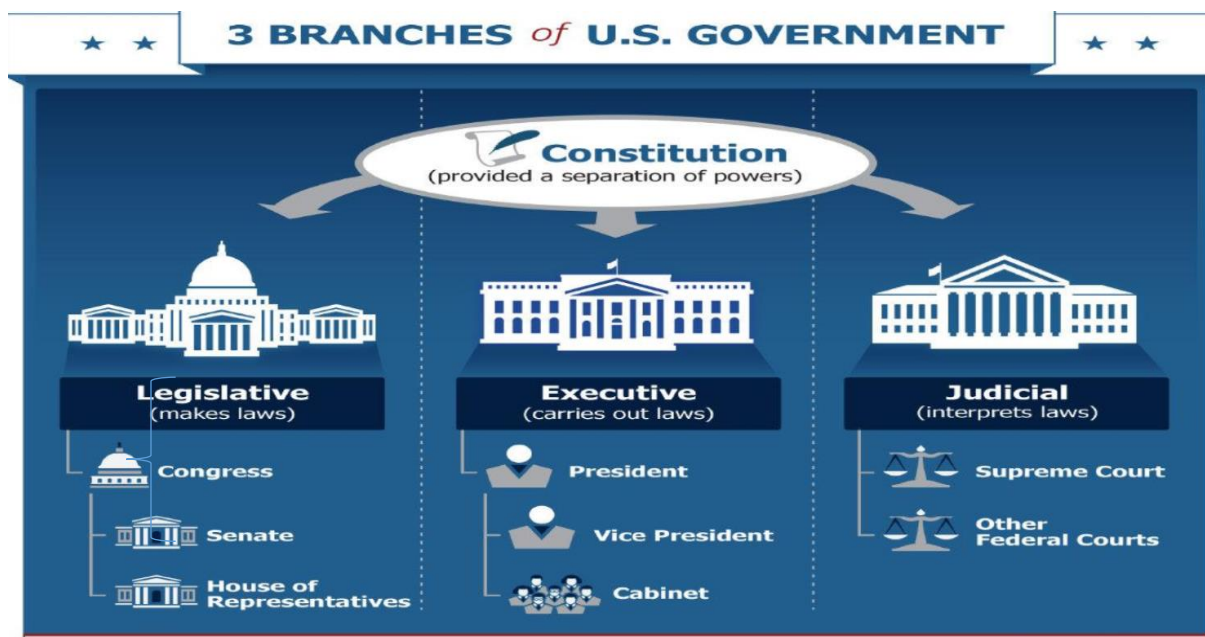 3 BRANCHES of U.S. GOVERNMENT
Constitution
(provided a separation of powers)
Legislative
(makes laws)
Congress
Senate
House of
Representatives
Executive
(carries out laws)
President
Vice President
Cabinet
Judicial
(interprets laws)
Supreme Court
Other
Federal Courts